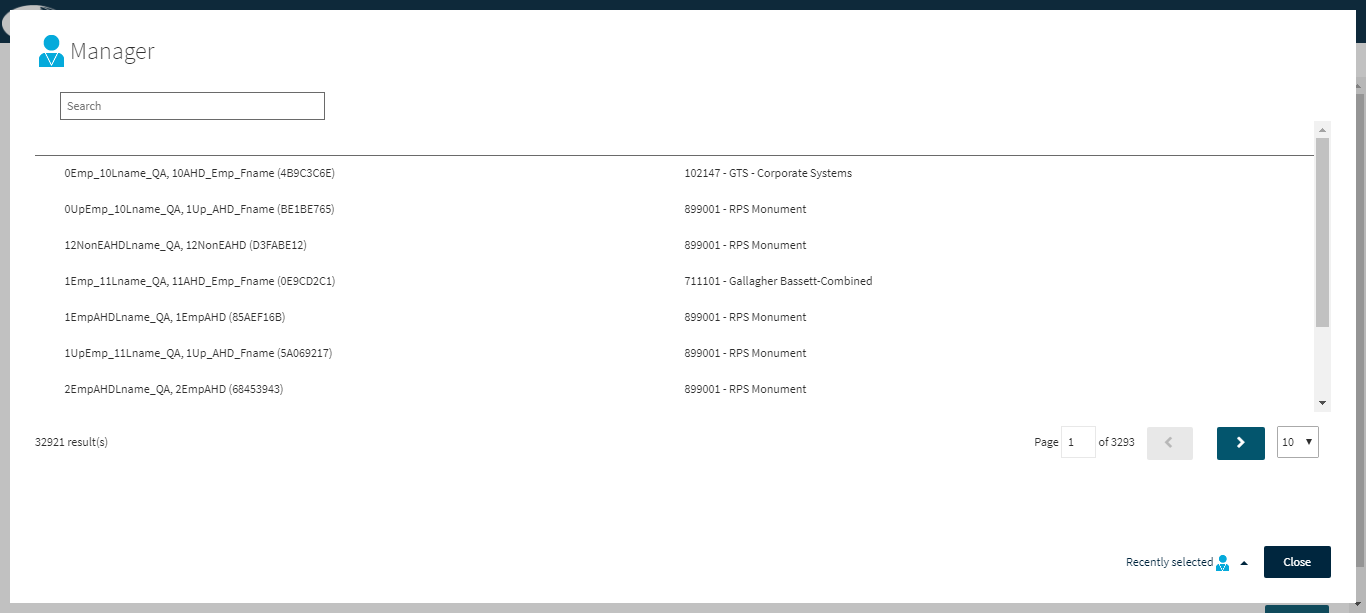 Manager
Search
0Emp_10Lname_QA, 10AHD_Emp_Fname (4B9C3C6E) 102147 - GTS - Corporate Systems
0UpEmp_10Lname_QA, 1Up_AHD_Fname (BE1BE765) 899001 - RPS Monument
12NonEAHDLname_QA, 12NonEAHD (D3FABE12) 899001 - RPS Monument
1Emp_11Lname_QA, 11AHD_Emp_Fname (0E9CD2C1) 711101 - Gallagher Bassett-Combined
1EmpAHDLname_QA, 1EmpAHD (85AEF16B) 899001 - RPS Monument
1UpEmp_11Lname_QA, 1Up_AHD_Fname (5A069217) 899001 - RPS Monument
2EmpAHDLname_QA, 2EmpAHD (68453943) 899001 - RPS Monument
32921 result(s) Page 1 of 3293 10
Recently selected Close